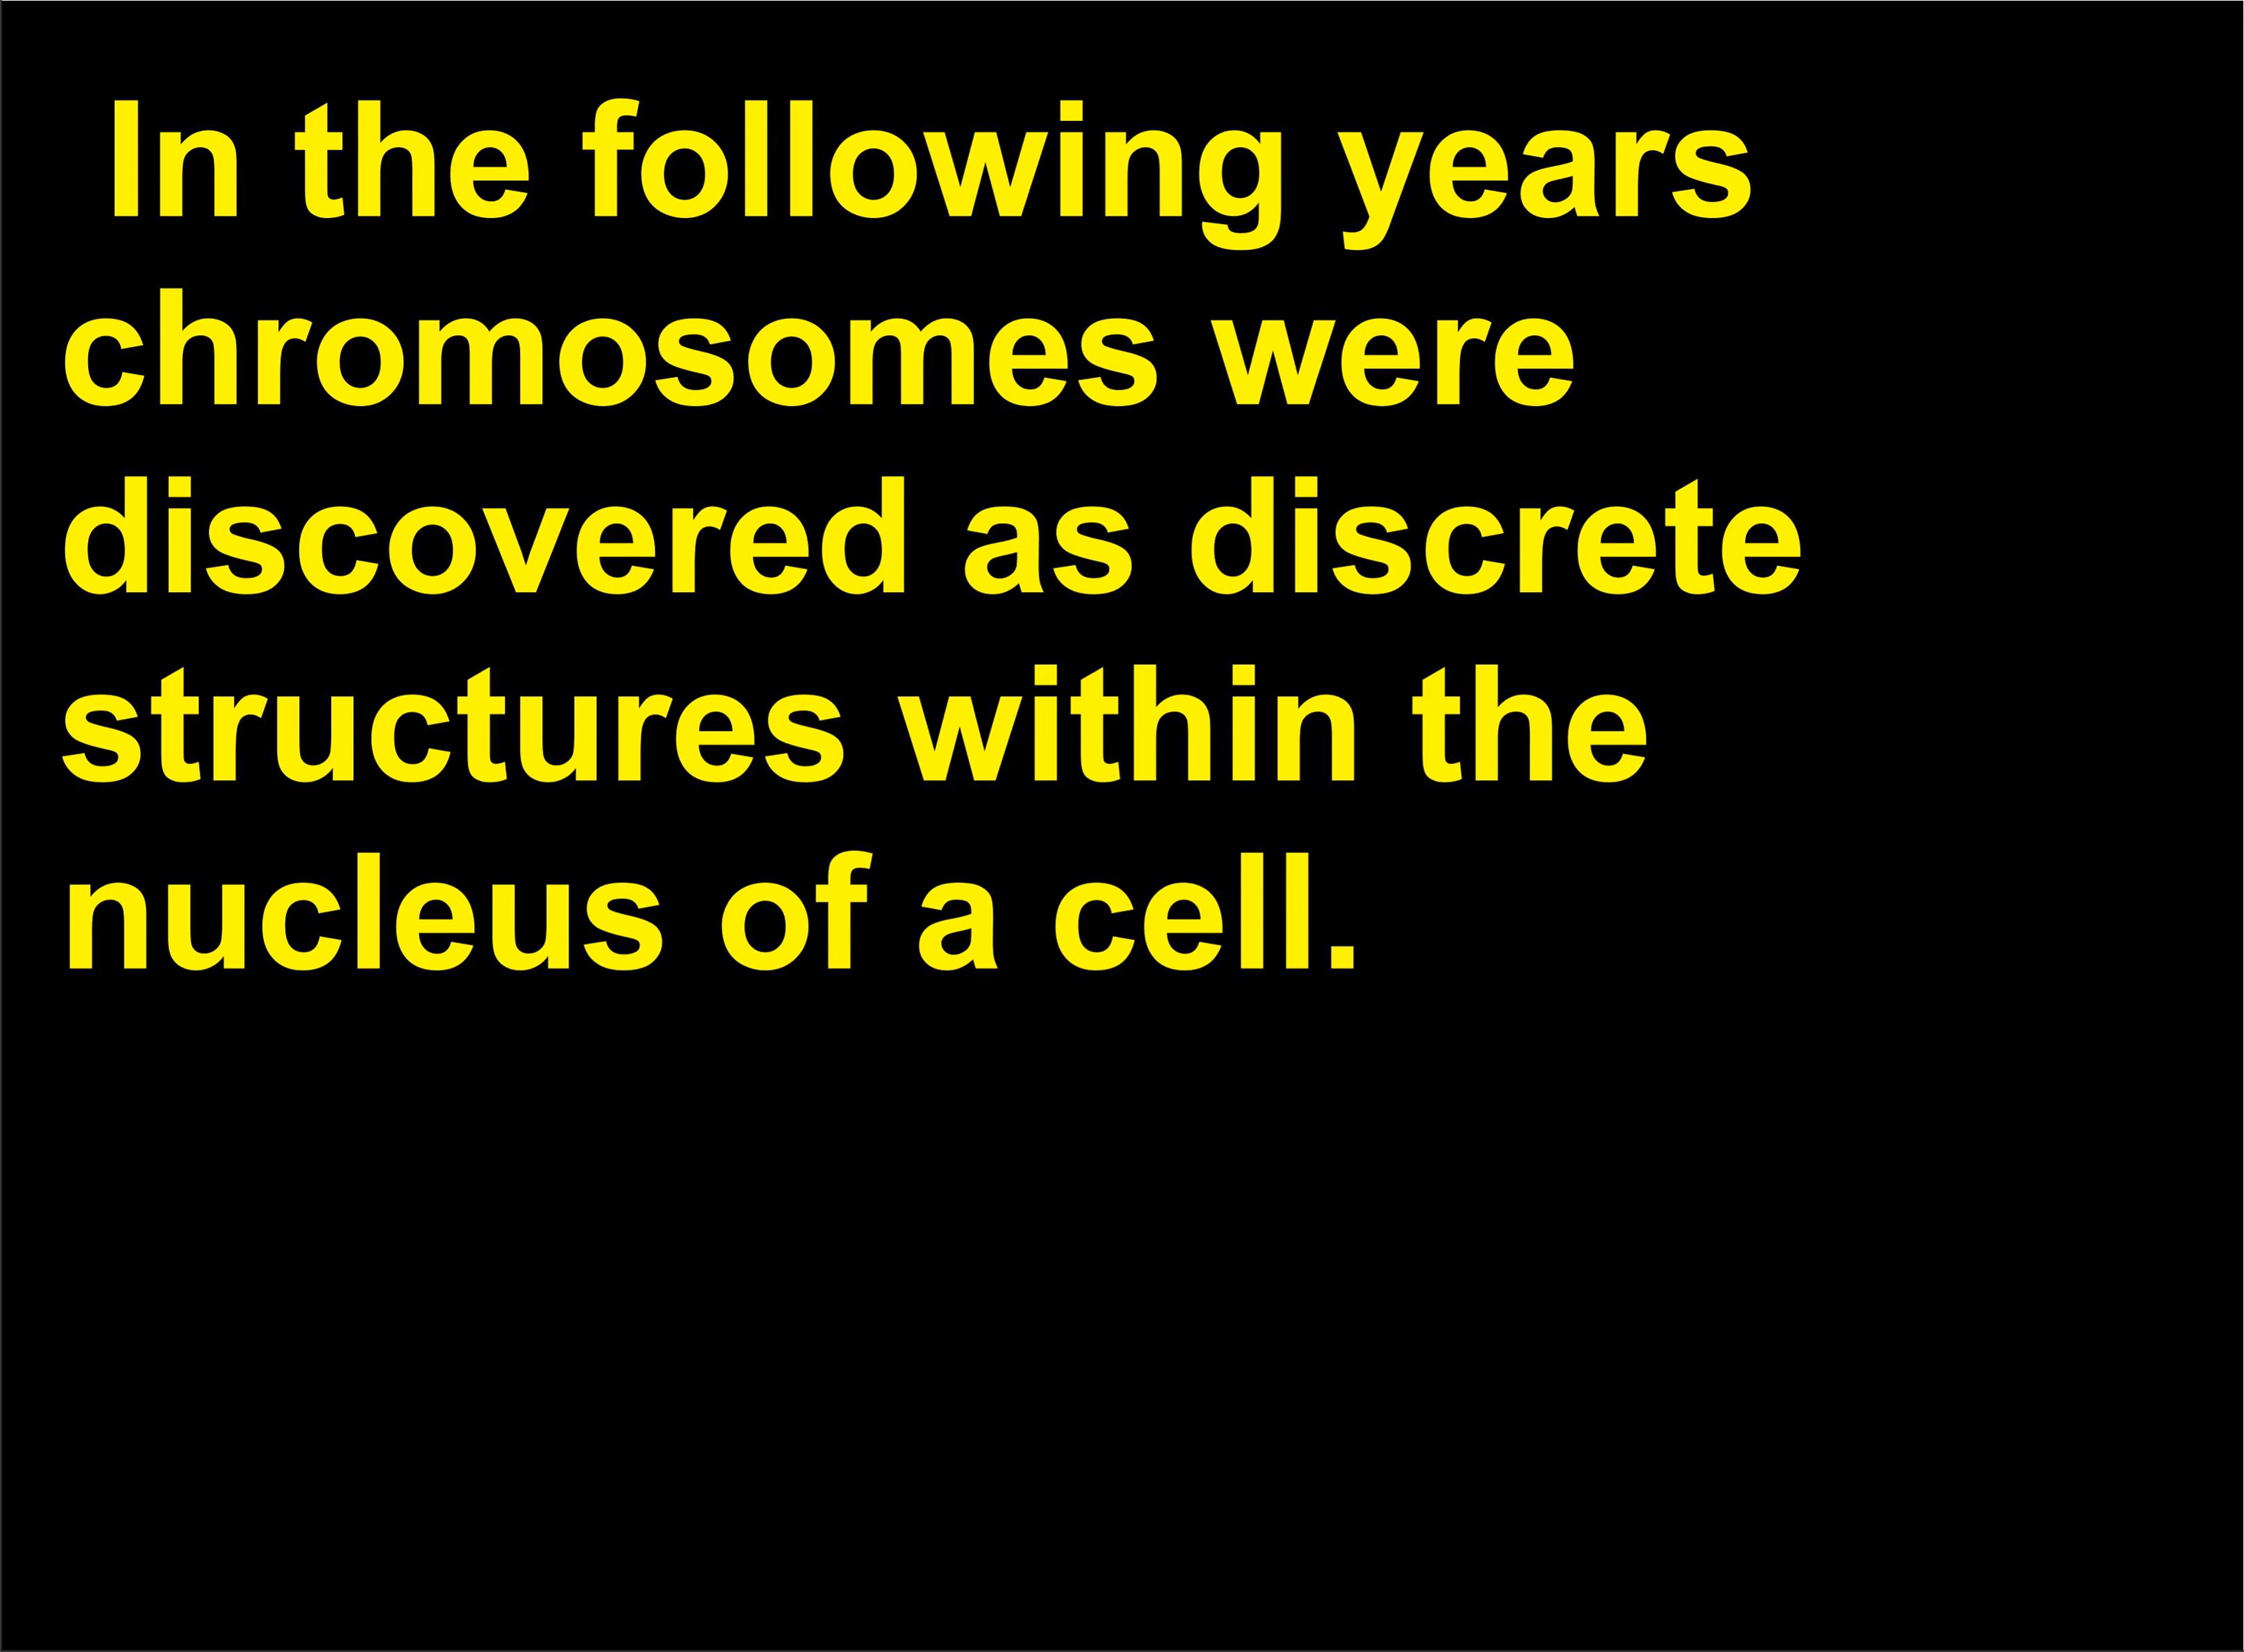 In the following years
chromosomes were
discovered as discrete
structures within the
nucleus of a cell.